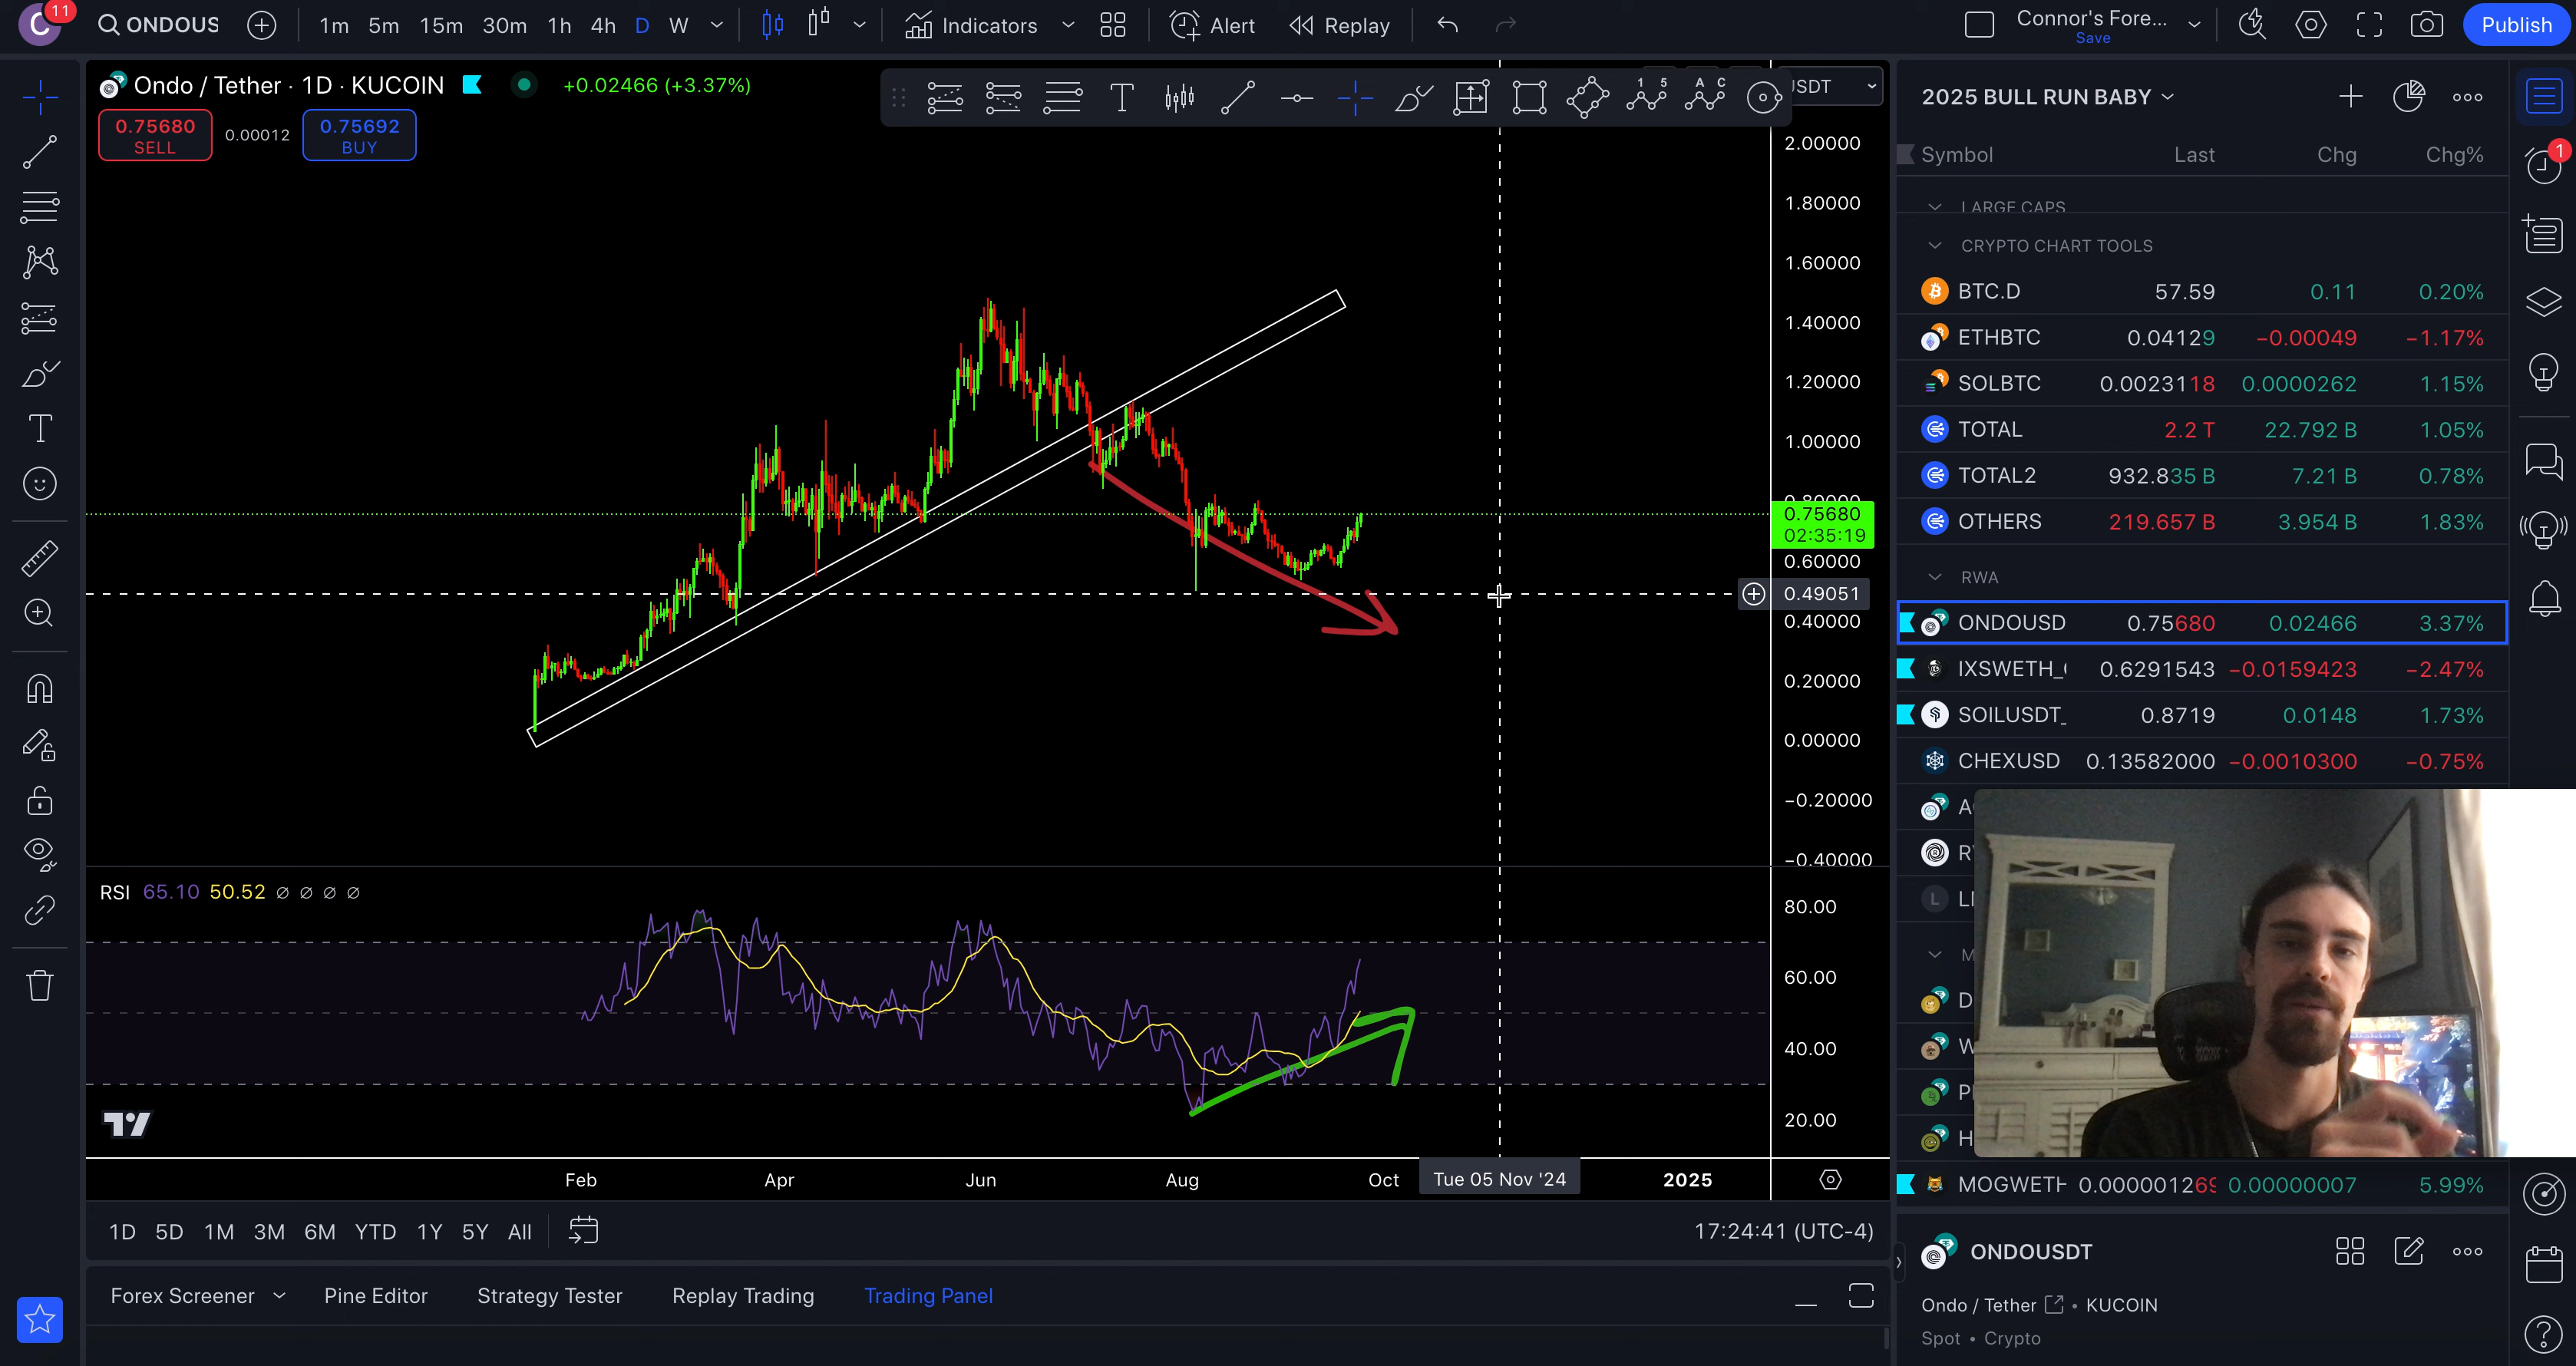 C 11 ONDOUS 1m 5m 15m 30m 1h 4h D W Indicators Alert Replay Connor's Fore... Save Publish
Ondo / Tether · 1D · KUCOIN +0.02466 (+3.37%)
0.75680 SELL 0.00012 0.75692 BUY
T 1 5 A C USDT
2.00000
1.80000
1.60000
1.40000
1.20000
1.00000
0.80000
0.75680
02:35:19
0.60000
0.49051
0.40000
0.20000
0.00000
−0.20000
−0.40000
RSI 65.10 50.52 ∅ ∅ ∅ ∅
80.00
60.00
40.00
20.00
Feb Apr Jun Aug Oct Tue 05 Nov '24 2025
1D 5D 1M 3M 6M YTD 1Y 5Y All 17:24:41 (UTC-4)
Forex Screener Pine Editor Strategy Tester Replay Trading Trading Panel
2025 BULL RUN BABY
Symbol Last Chg Chg%
LARGE CAPS
CRYPTO CHART TOOLS
BTC.D 57.59 0.11 0.20%
ETHBTC 0.04129 −0.00049 −1.17%
SOLBTC 0.0023118 0.0000262 1.15%
TOTAL 2.2 T 22.792 B 1.05%
TOTAL2 932.835 B 7.21 B 0.78%
OTHERS 219.657 B 3.954 B 1.83%
RWA
ONDOUSD 0.75680 0.02466 3.37%
IXSWETH_ 0.6291543 −0.0159423 −2.47%
SOILUSDT_ 0.8719 0.0148 1.73%
CHEXUSD 0.13582000 −0.0010300 −0.75%
A
R
L
M
D
W
P
H
MOGWETH 0.000001269 0.00000007 5.99%
ONDOUSDT
Ondo / Tether • KUCOIN
Spot • Crypto
1